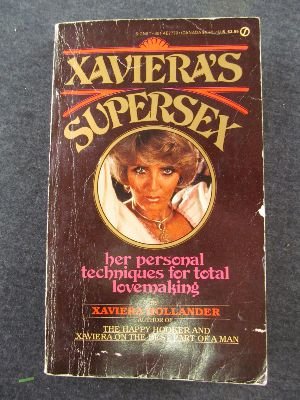 XAVIERA'S
SUPERSEX
her personal
techniques for total
lovemaking
by
XAVIERA HOLLANDER
AUTHOR OF
THE HAPPY HOOKER AND
XAVIERA ON THE BEST PART OF A MAN